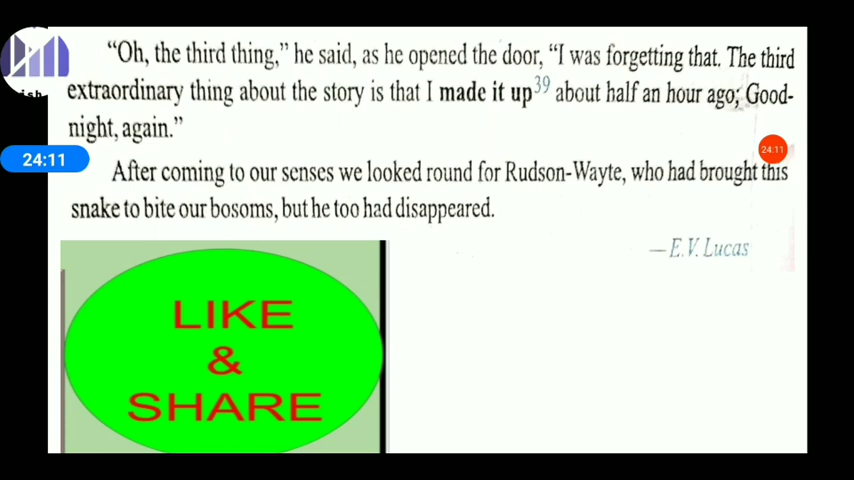 “Oh, the third thing,” he said, as he opened the door, “I was forgetting that. The third
extraordinary thing about the story is that I made it up39 about half an hour ago; Good-
night, again.”
ish
24:11
24:11
After coming to our senses we looked round for Rudson-Wayte, who had brought this
snake to bite our bosoms, but he too had disappeared.
—E.V. Lucas
LIKE
&
SHARE